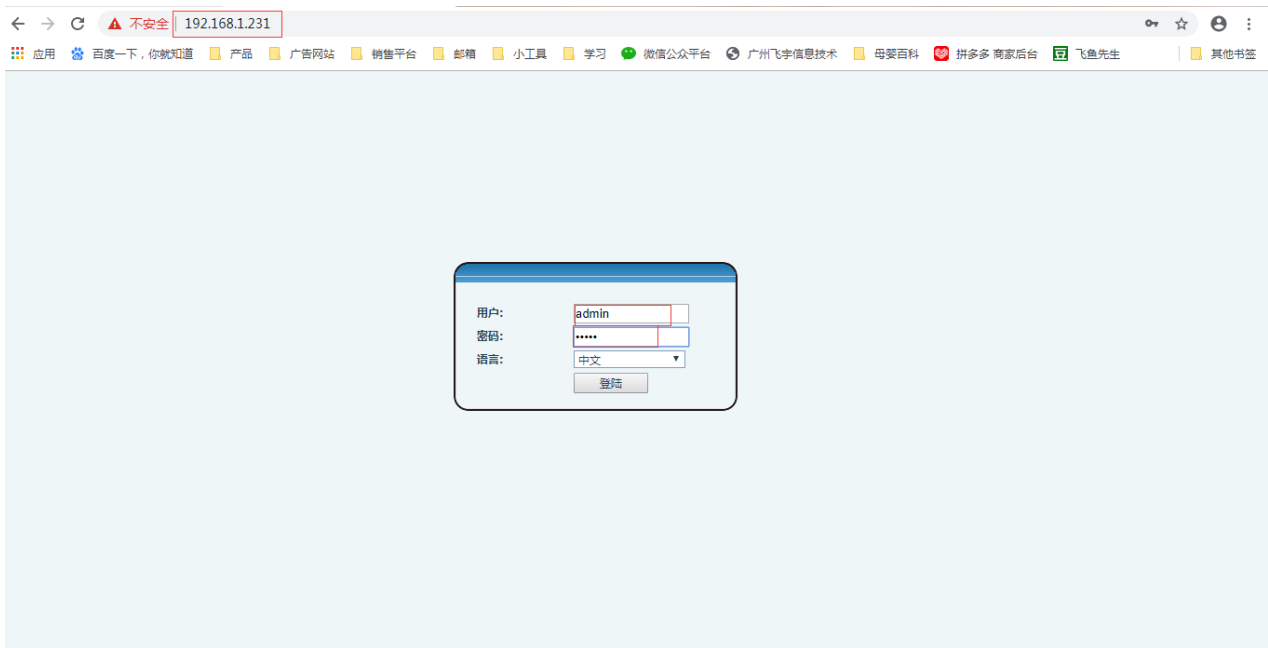 不安全 192.168.1.231
应用 百度一下，你就知道 产品 广告网站 销售平台 邮箱 小工具 学习 微信公众平台 广州飞宇信息技术 母婴百科 拼多多 商家后台 豆 飞鱼先生 其他书签
用户: admin
密码: •••••
语言: 中文
登陆